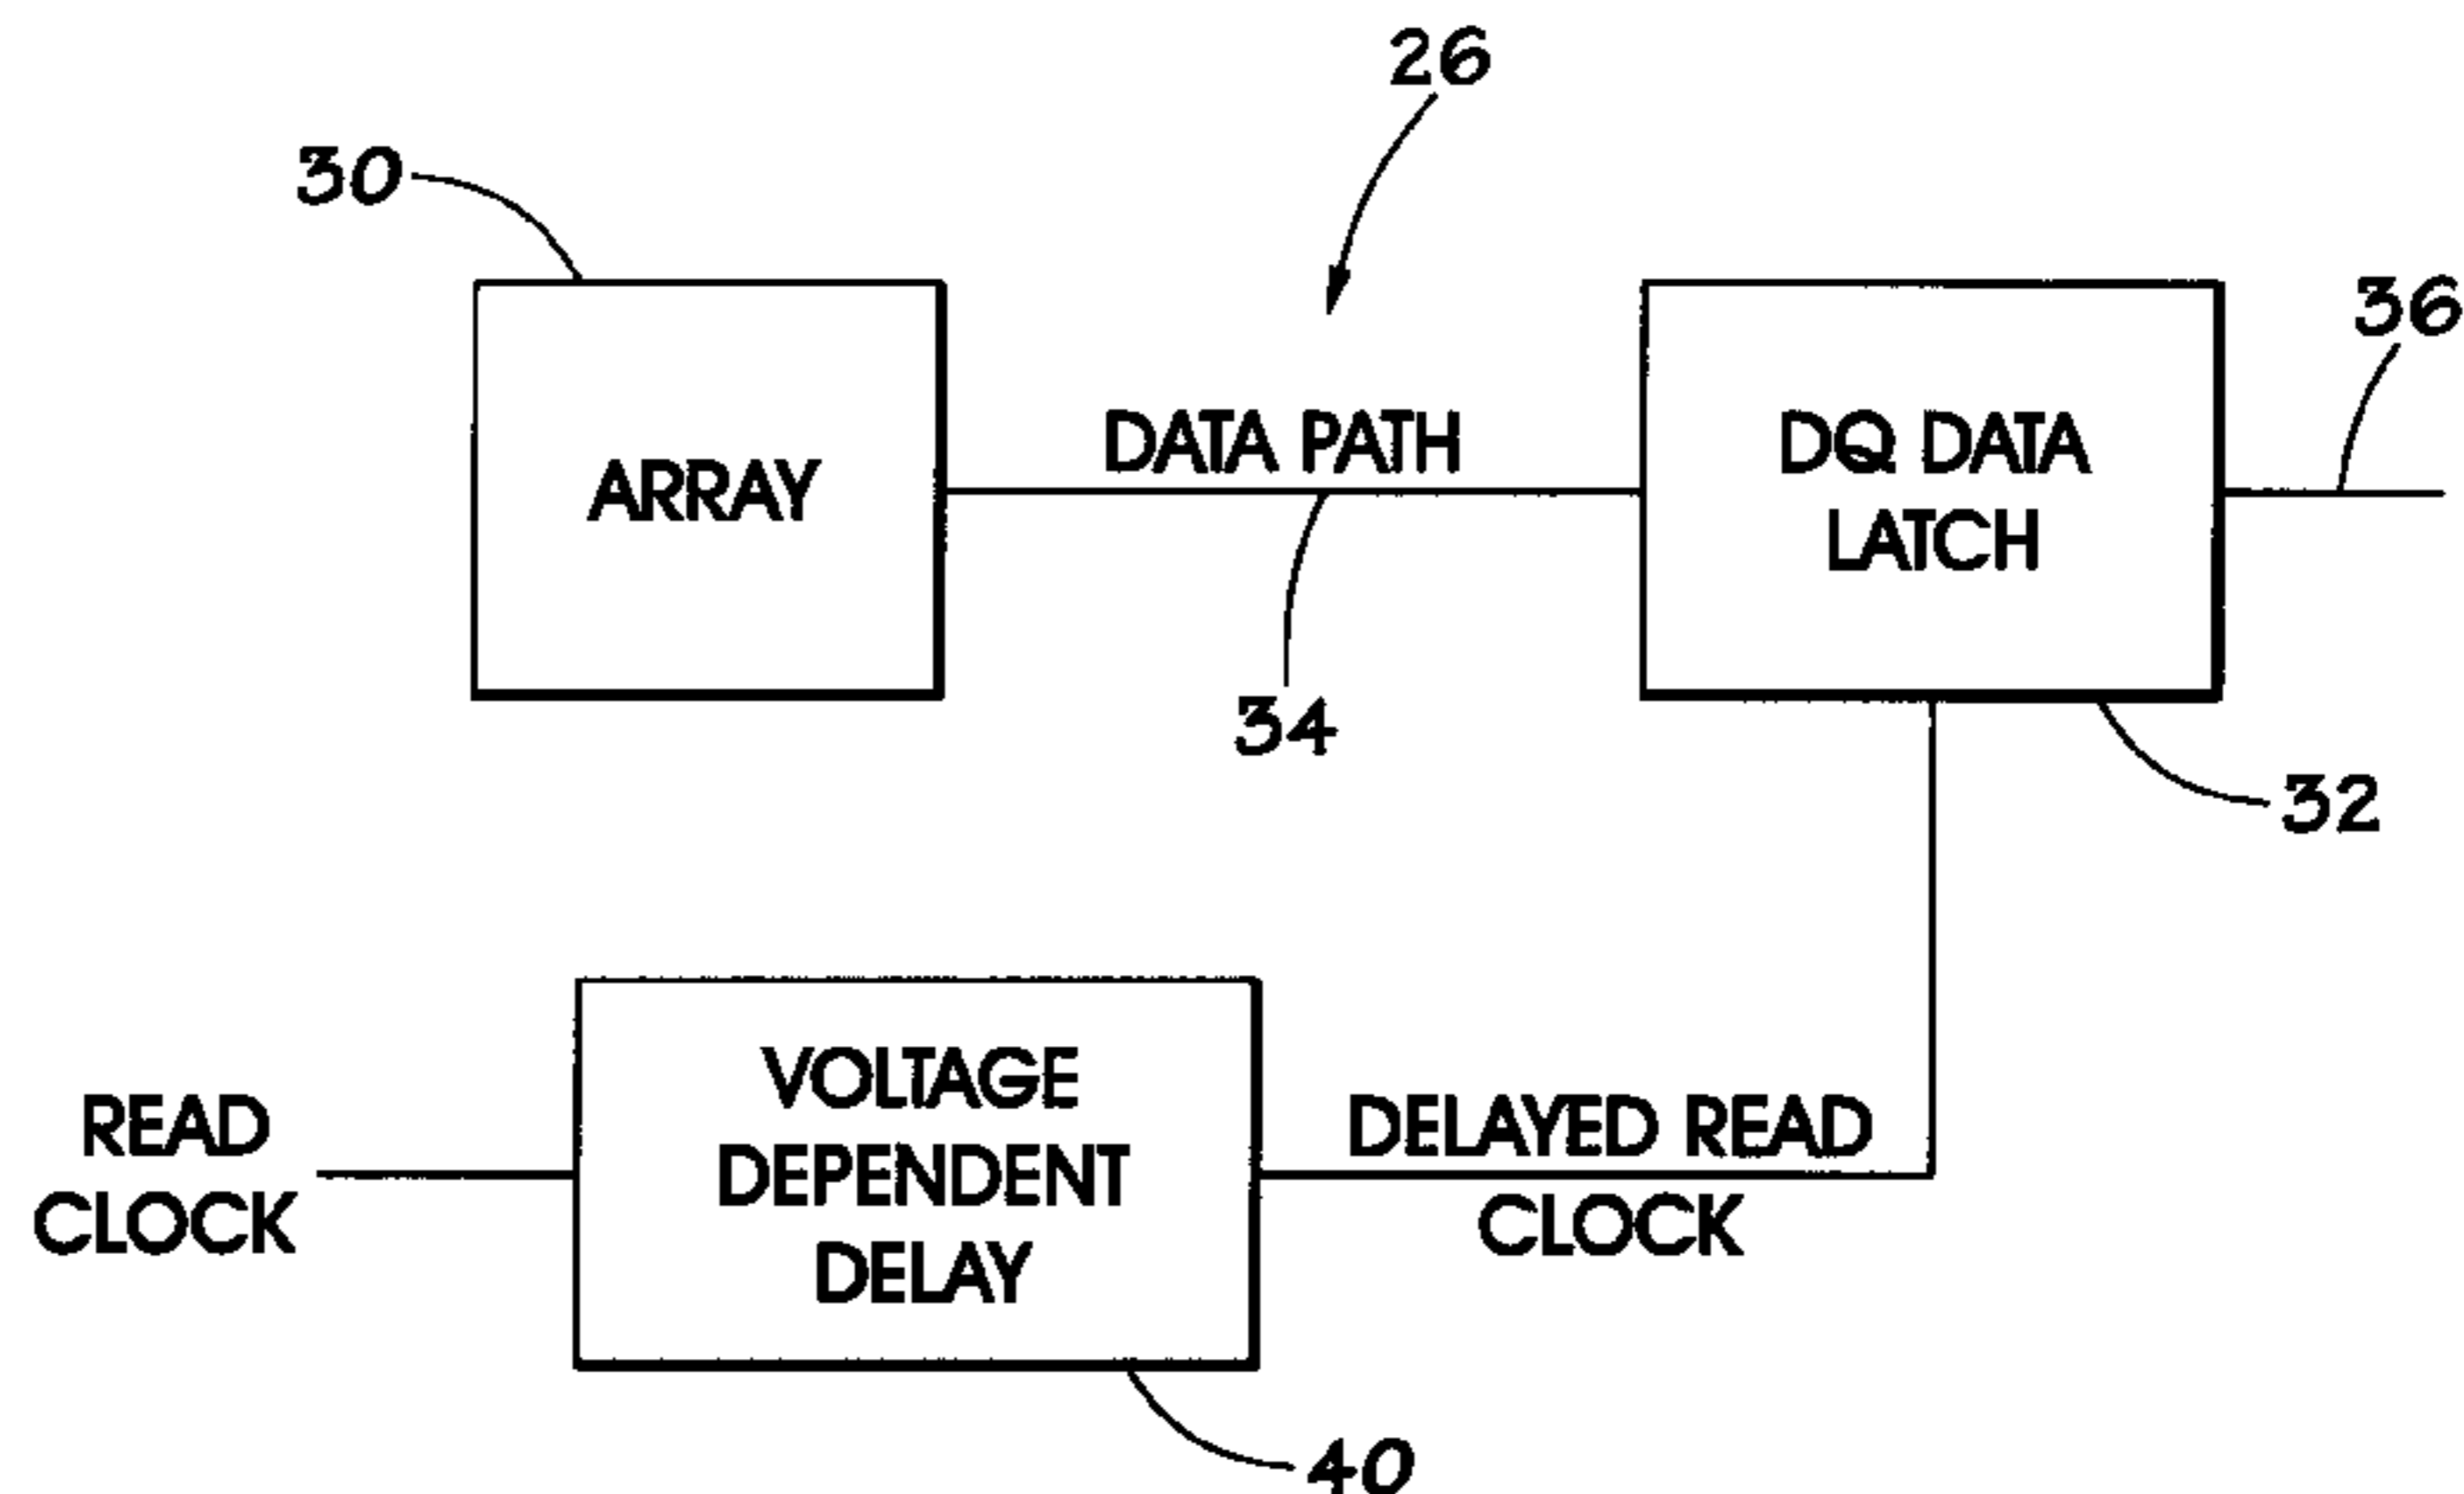 26
30
36
ARRAY
DATA PATH
DQ DATA
LATCH
34
32
READ
CLOCK
VOLTAGE
DEPENDENT
DELAY
DELAYED READ
CLOCK
40